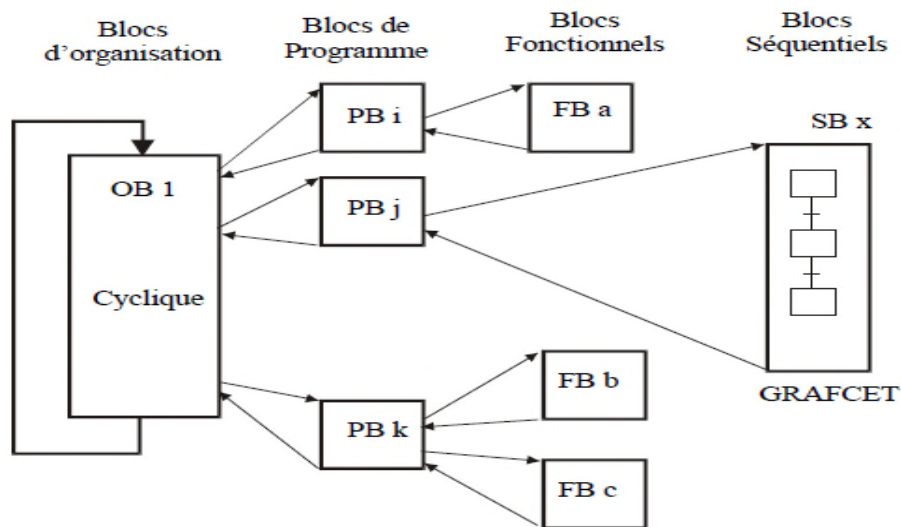 Blocs
d’organisation
Blocs de
Programme
Blocs
Fonctionnels
Blocs
Séquentiels
PB i
FB a
SB x
OB 1
PB j
Cyclique
FB b
GRAFCET
PB k
FB c